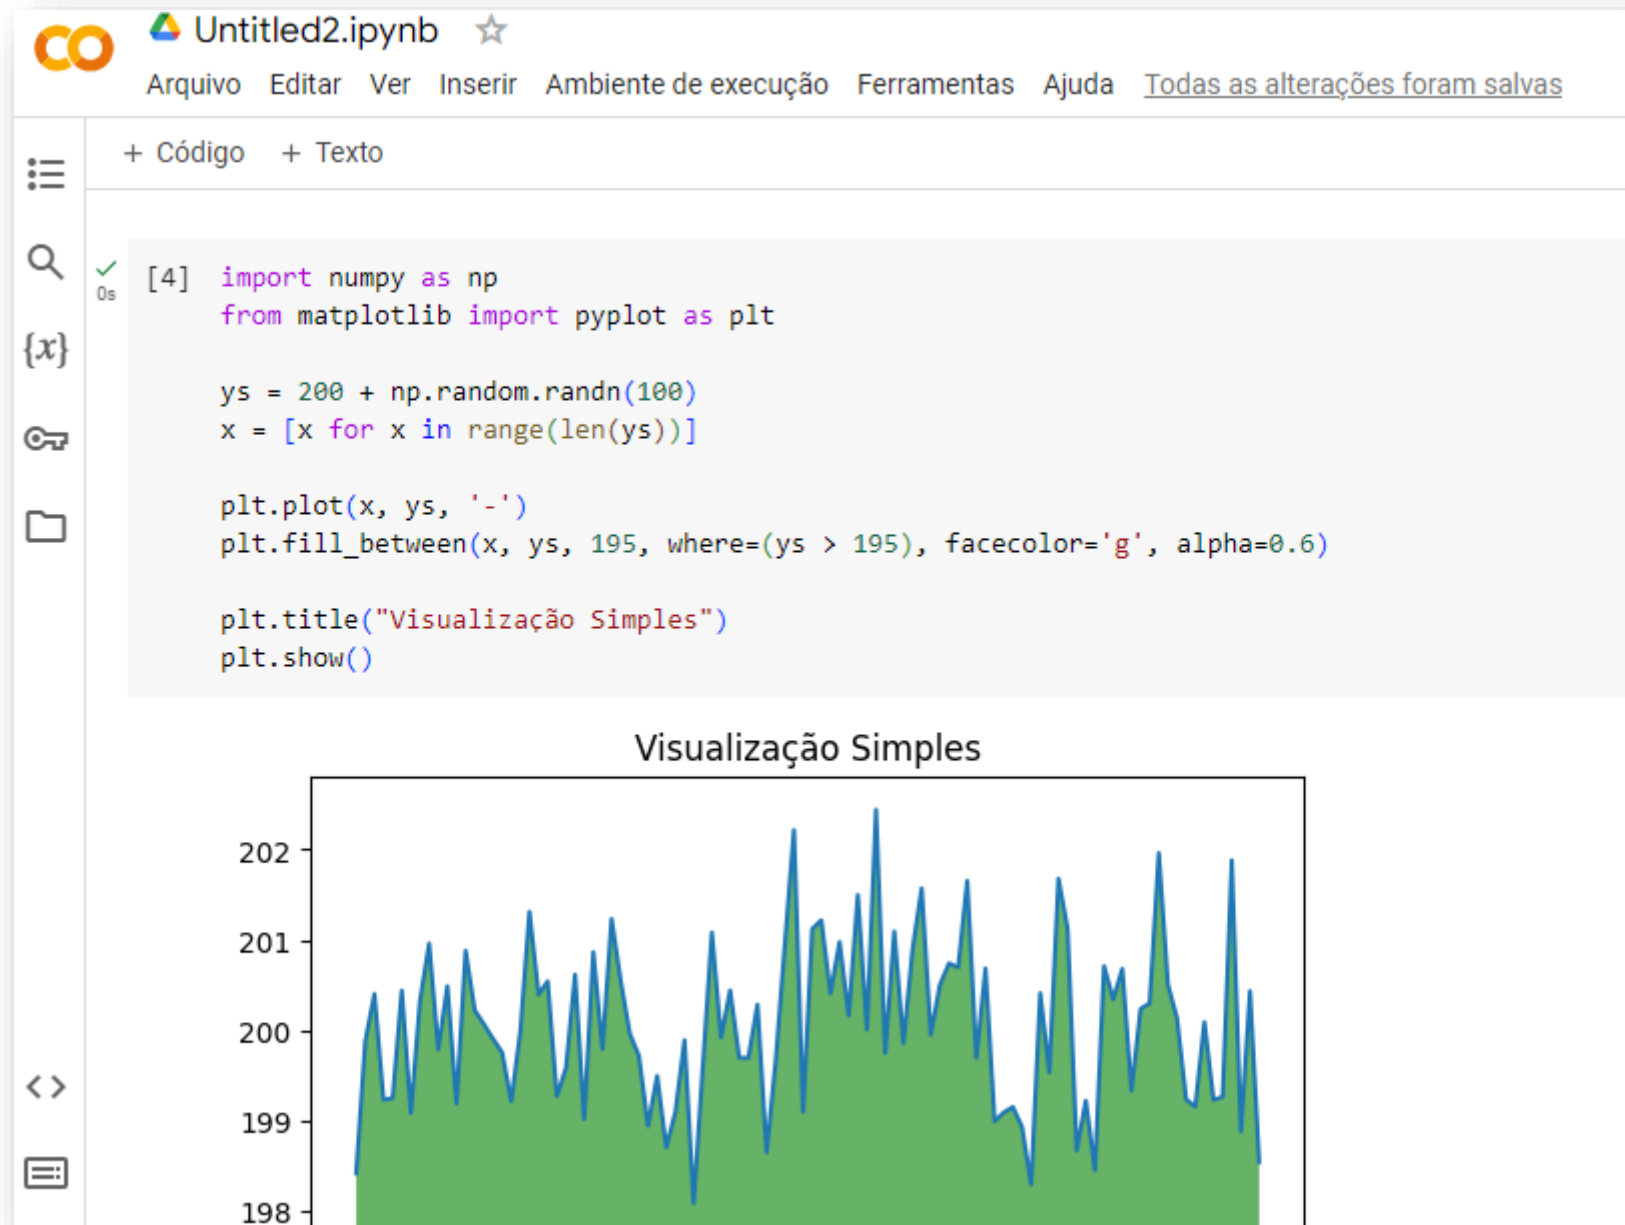 Untitled2.ipynb
Arquivo Editar Ver Inserir Ambiente de execução Ferramentas Ajuda Todas as alterações foram salvas
+ Código + Texto
[4] import numpy as np
0s
from matplotlib import pyplot as plt
{x}
ys = 200 + np.random.randn(100)
x = [x for x in range(len(ys))]
plt.plot(x, ys, '-')
plt.fill_between(x, ys, 195, where=(ys > 195), facecolor='g', alpha=0.6)
plt.title("Visualização Simples")
plt.show()
Visualização Simples
202
201
200
199
198